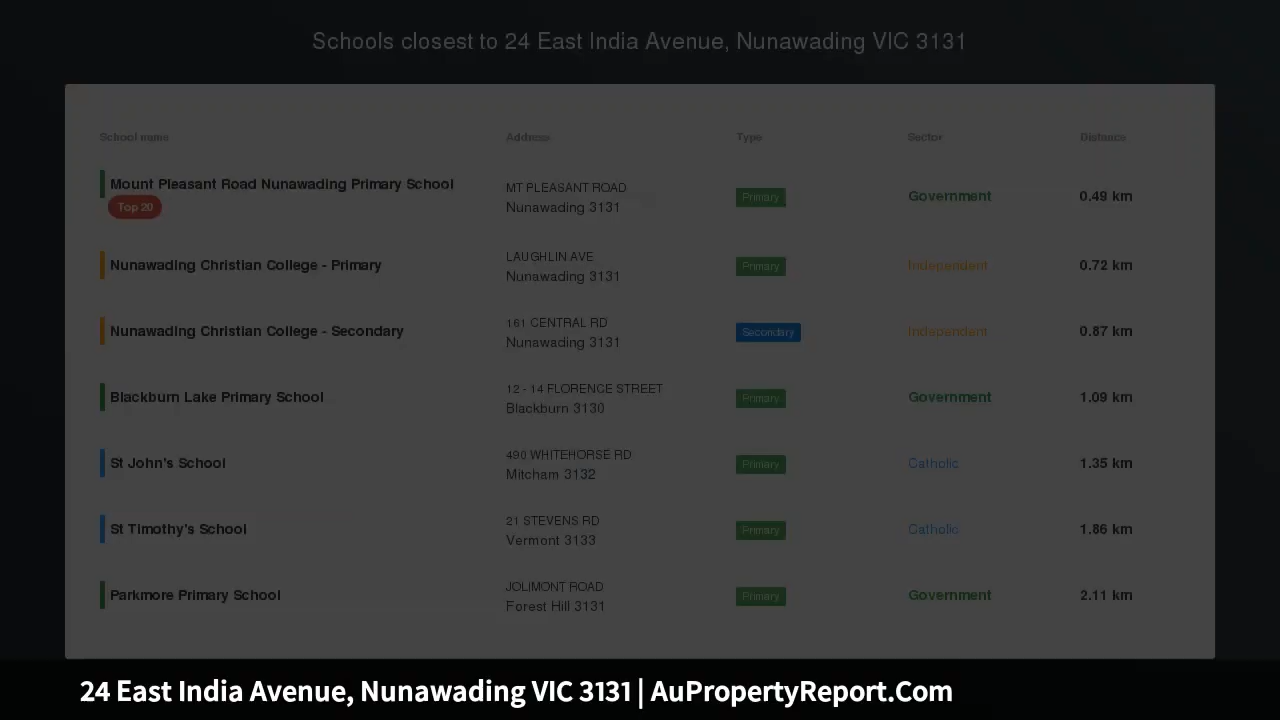 Schools closest to 24 East India Avenue, Nunawading VIC 3131
School name Address Type Sector Distance
Mount Pleasant Road Nunawading Primary School
Top 20
MT PLEASANT ROAD
Nunawading 3131
Primary
Government
0.49 km
Nunawading Christian College - Primary
LAUGHLIN AVE
Nunawading 3131
Primary
Independent
0.72 km
Nunawading Christian College - Secondary
161 CENTRAL RD
Nunawading 3131
Secondary
Independent
0.87 km
Blackburn Lake Primary School
12 - 14 FLORENCE STREET
Blackburn 3130
Primary
Government
1.09 km
St John's School
490 WHITEHORSE RD
Mitcham 3132
Primary
Catholic
1.35 km
St Timothy's School
21 STEVENS RD
Vermont 3133
Primary
Catholic
1.86 km
Parkmore Primary School
JOLIMONT ROAD
Forest Hill 3131
Primary
Government
2.11 km
24 East India Avenue, Nunawading VIC 3131 | AuPropertyReport.Com